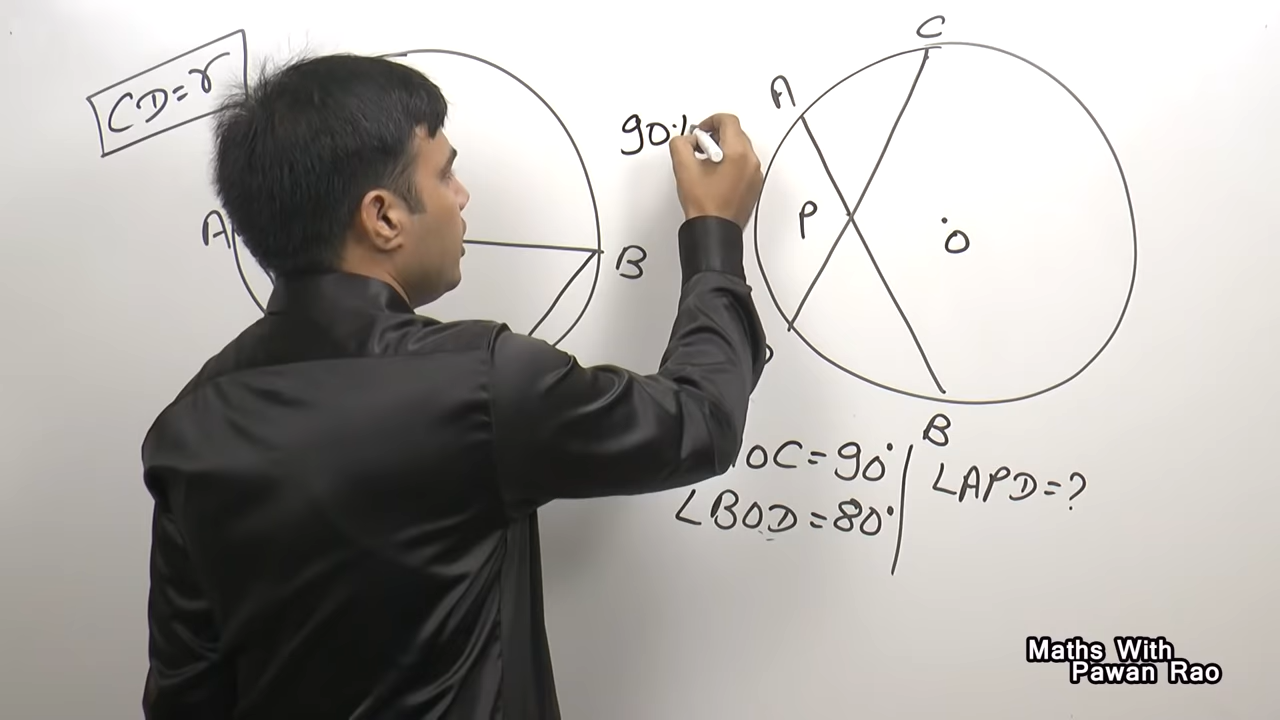 CD=r
A
B
90%
C
A
P
O
B
OC=90°
∠BOD=80°
∠APD=?
Maths With
Pawan Rao